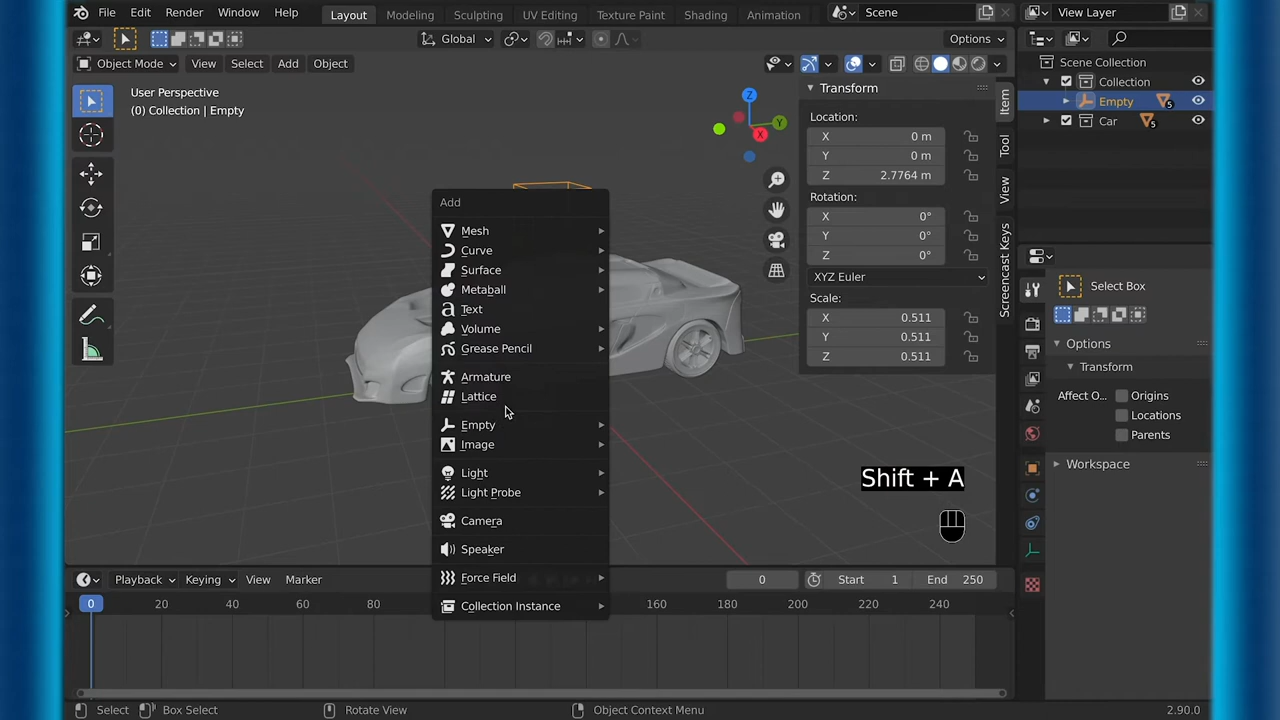 File Edit Render Window Help Layout Modeling Sculpting UV Editing Texture Paint Shading Animation Scene View Layer
Global Options
Object Mode View Select Add Object
User Perspective
(0) Collection | Empty
Z
Y
X
Add
Mesh
Curve
Surface
Metaball
Text
Volume
Grease Pencil
Armature
Lattice
Empty
Image
Light
Light Probe
Camera
Speaker
Force Field
Collection Instance
Transform
Location:
X 0 m
Y 0 m
Z 2.7764 m
Rotation:
X 0°
Y 0°
Z 0°
XYZ Euler
Scale:
X 0.511
Y 0.511
Z 0.511
Item
Tool
View
Screencast Keys
Shift + A
Scene Collection
Collection
Empty 5
Car 5
Select Box
Options
Transform
Affect O... Origins
Locations
Parents
Workspace
Playback Keying View Marker 0 Start 1 End 250
0 20 40 60 80 160 180 200 220 240
Select Box Select Rotate View Object Context Menu 2.90.0